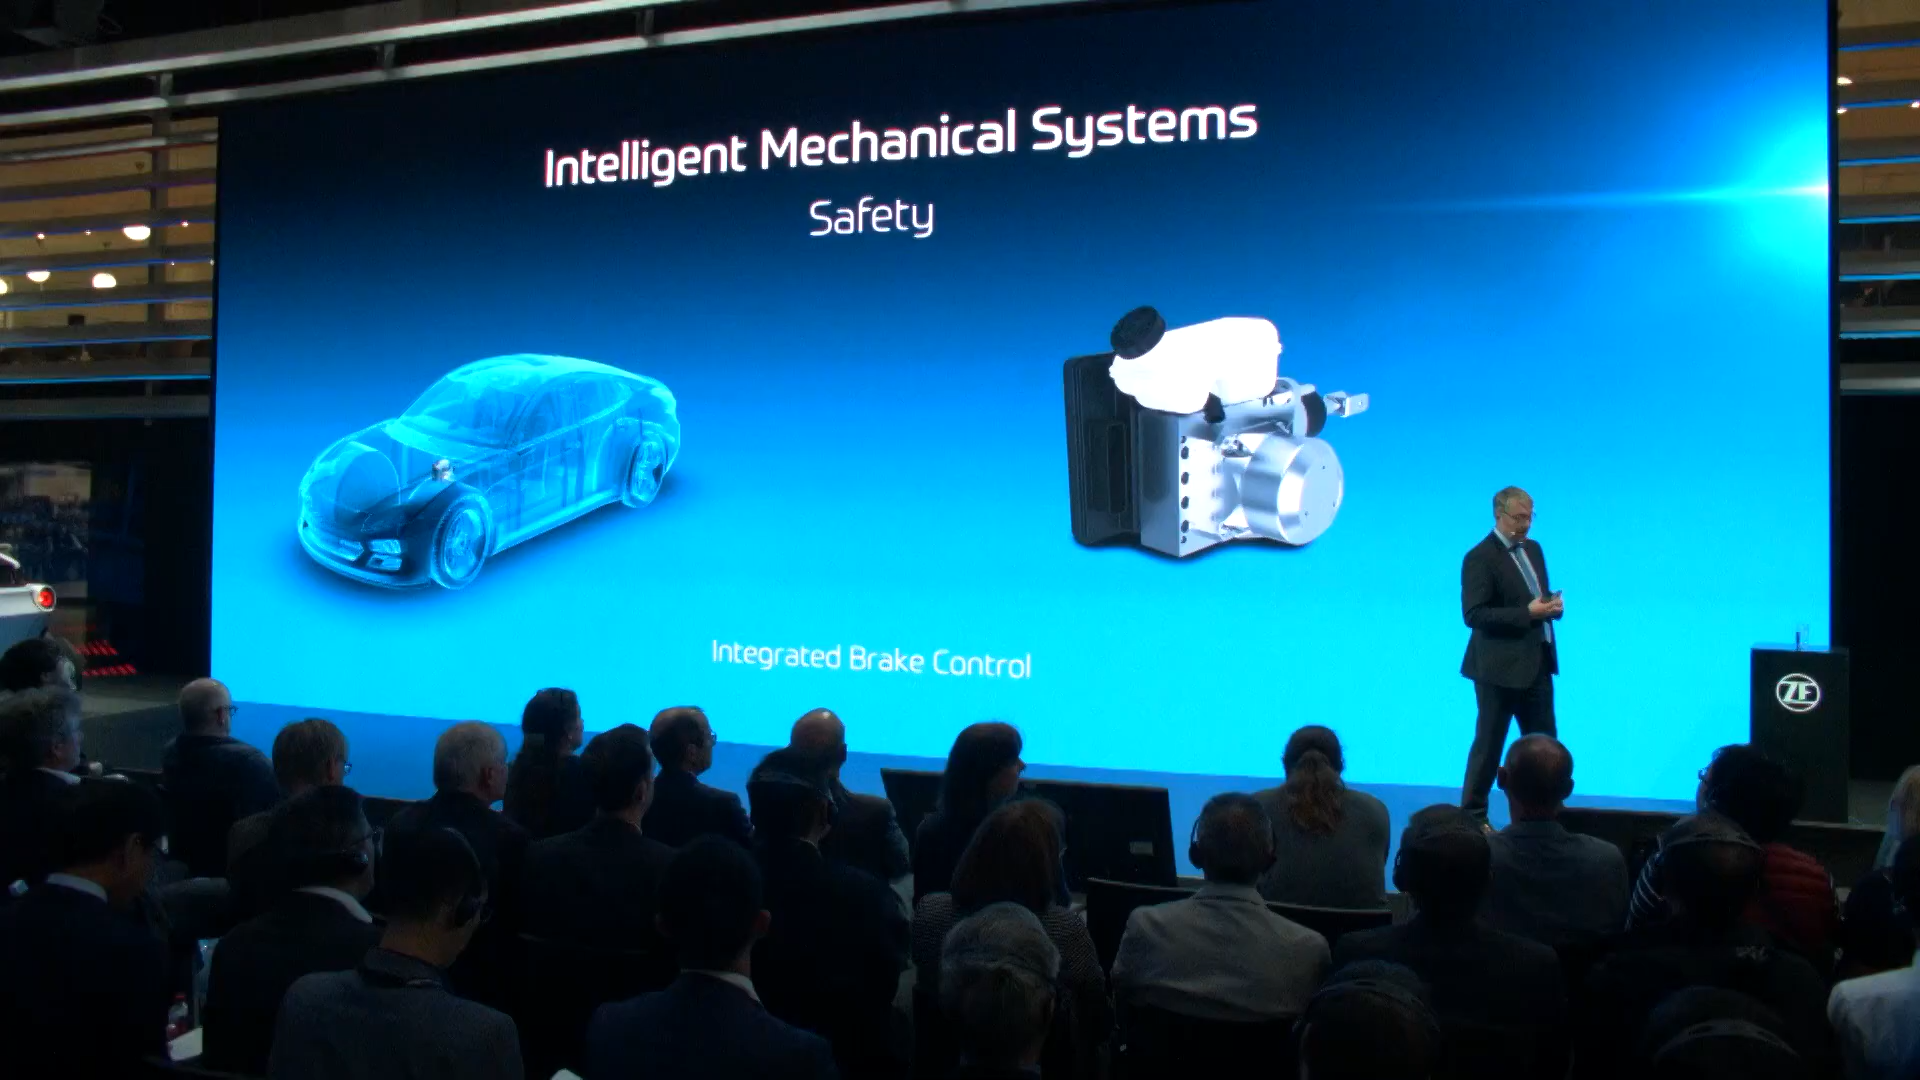 Intelligent Mechanical Systems
Safety
Integrated Brake Control
ZF